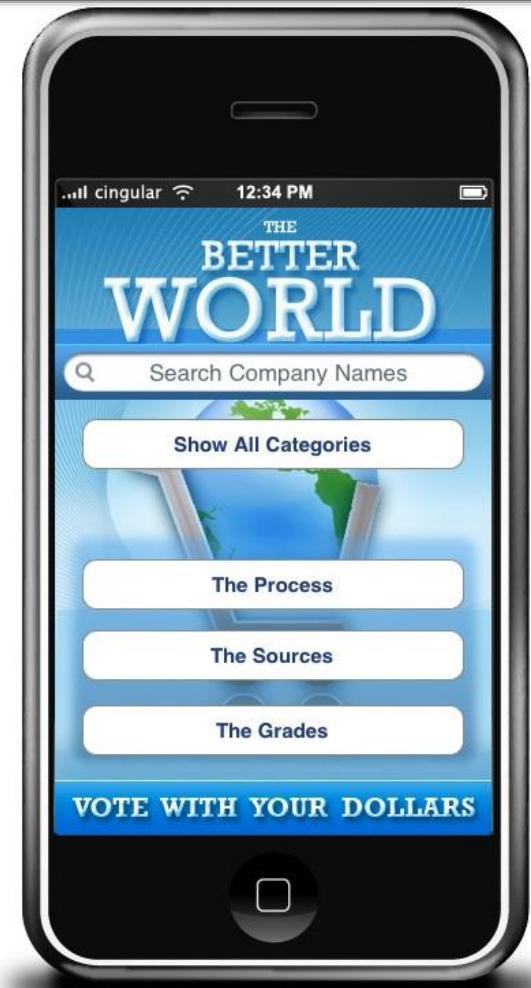 cingular 12:34 PM
THE
BETTER
WORLD
Search Company Names
Show All Categories
The Process
The Sources
The Grades
VOTE WITH YOUR DOLLARS